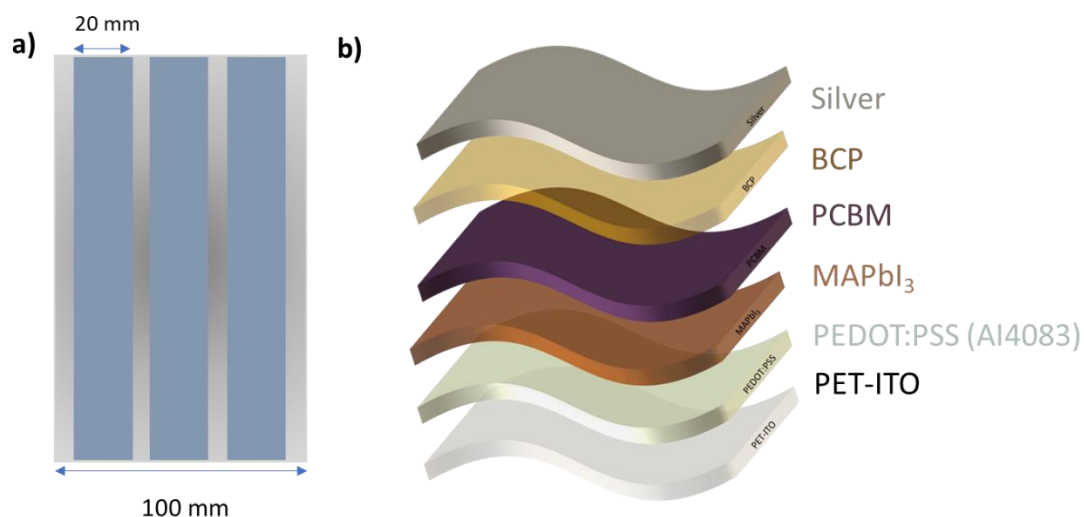 a)
20 mm
100 mm
b)
Silver
BCP
PCBM
MAPbI₃
PEDOT:PSS (AI4083)
PET-ITO
Silver
BCP
PCBM
MAPbI₃
PEDOT:PSS
PET-ITO